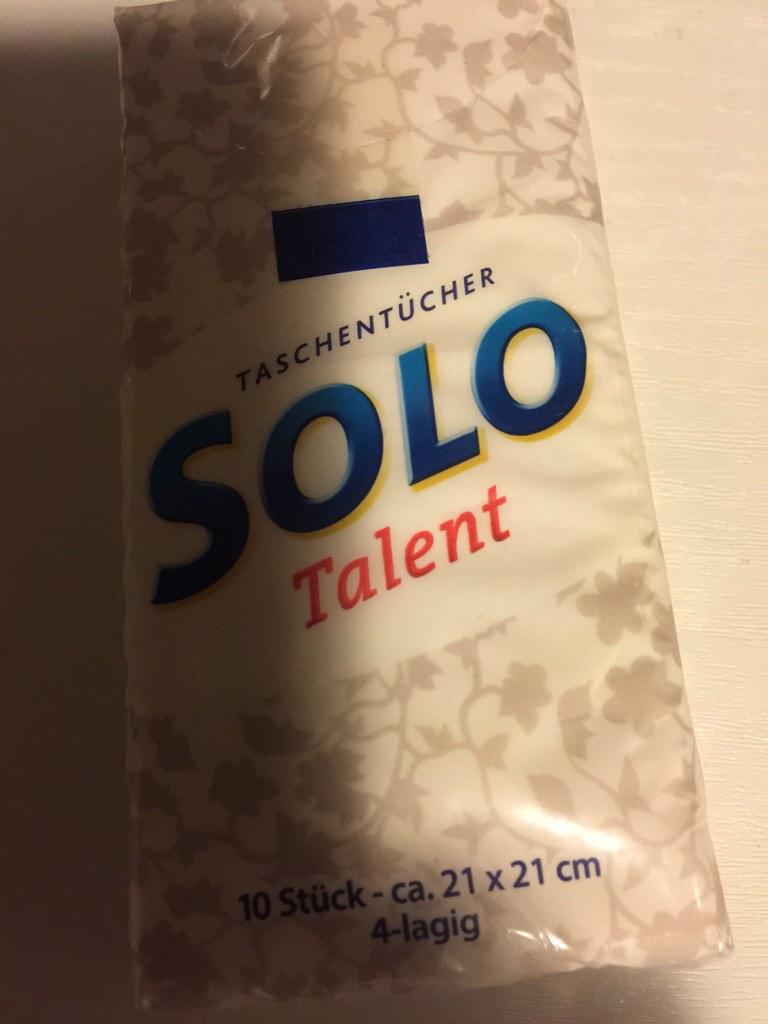 TASCHENTÜCHER
SOLO
Talent
10 Stück - ca. 21 x 21 cm
4-lagig